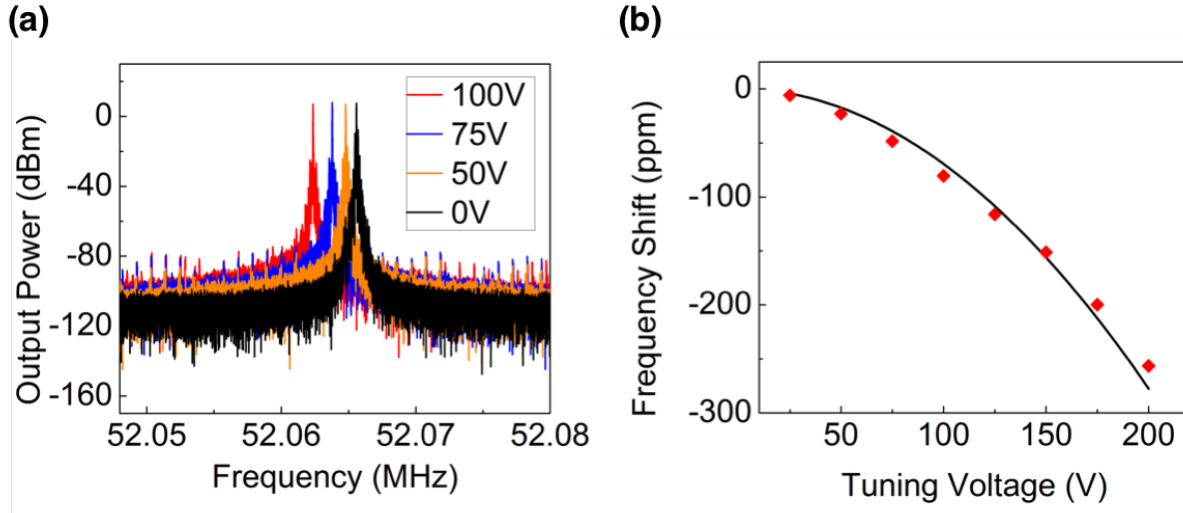 (a)
Output Power (dBm)
0
-40
-80
-120
-160
100V
75V
50V
0V
52.05 52.06 52.07 52.08
Frequency (MHz)
(b)
Frequency Shift (ppm)
0
-100
-200
-300
50 100 150 200
Tuning Voltage (V)